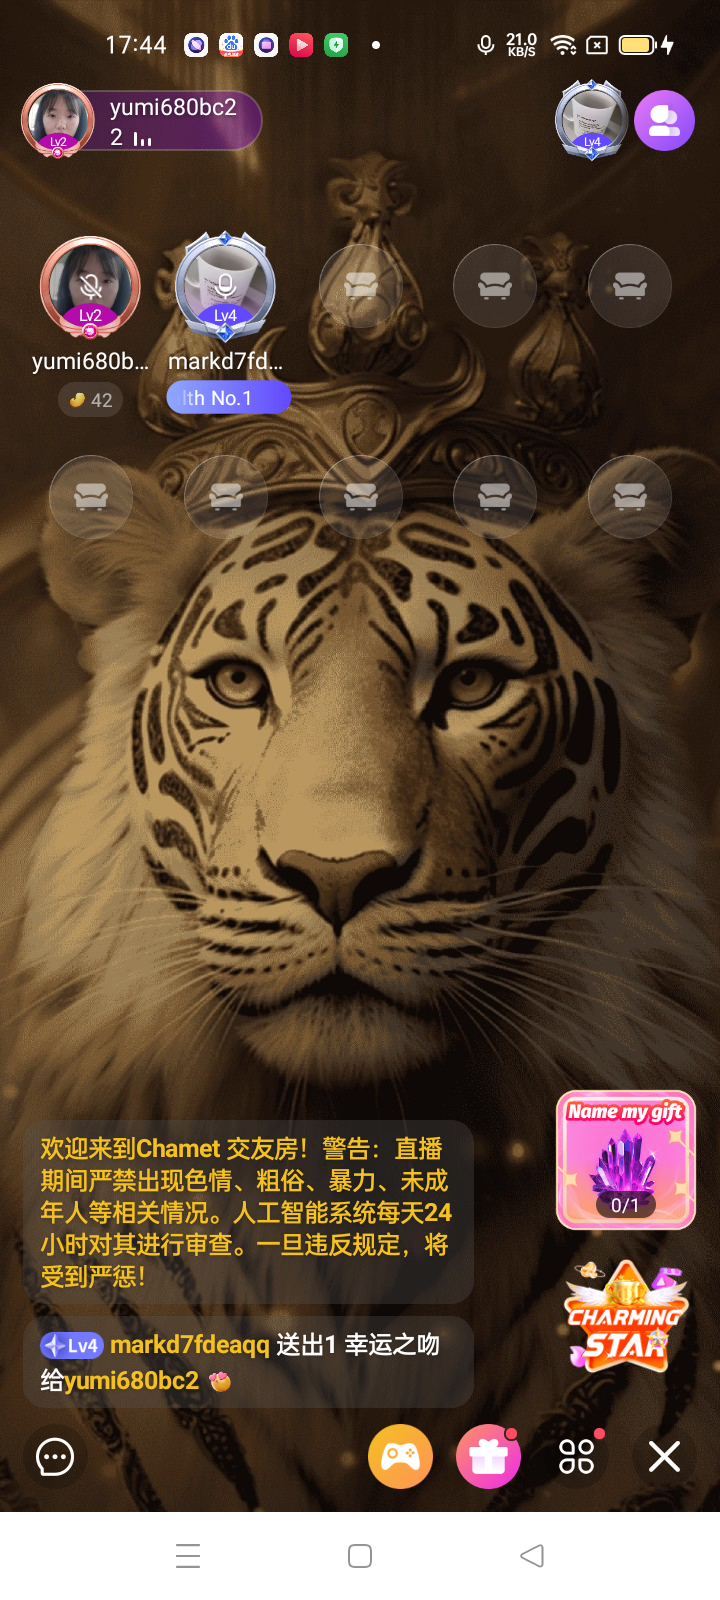 17:44
21.0
KB/S
yumi680bc2
2
Lv2
Lv4
Lv2
Lv4
yumi680b... markd7fd...
42
lth No.1
Name my gift
0/1
欢迎来到Chamet 交友房！警告：直播
期间严禁出现色情、粗俗、暴力、未成
年人等相关情况。人工智能系统每天24
小时对其进行审查。一旦违反规定，将
受到严惩！
CHARMING
STAR
Lv4 markd7fdeaqq 送出1 幸运之吻
给yumi680bc2